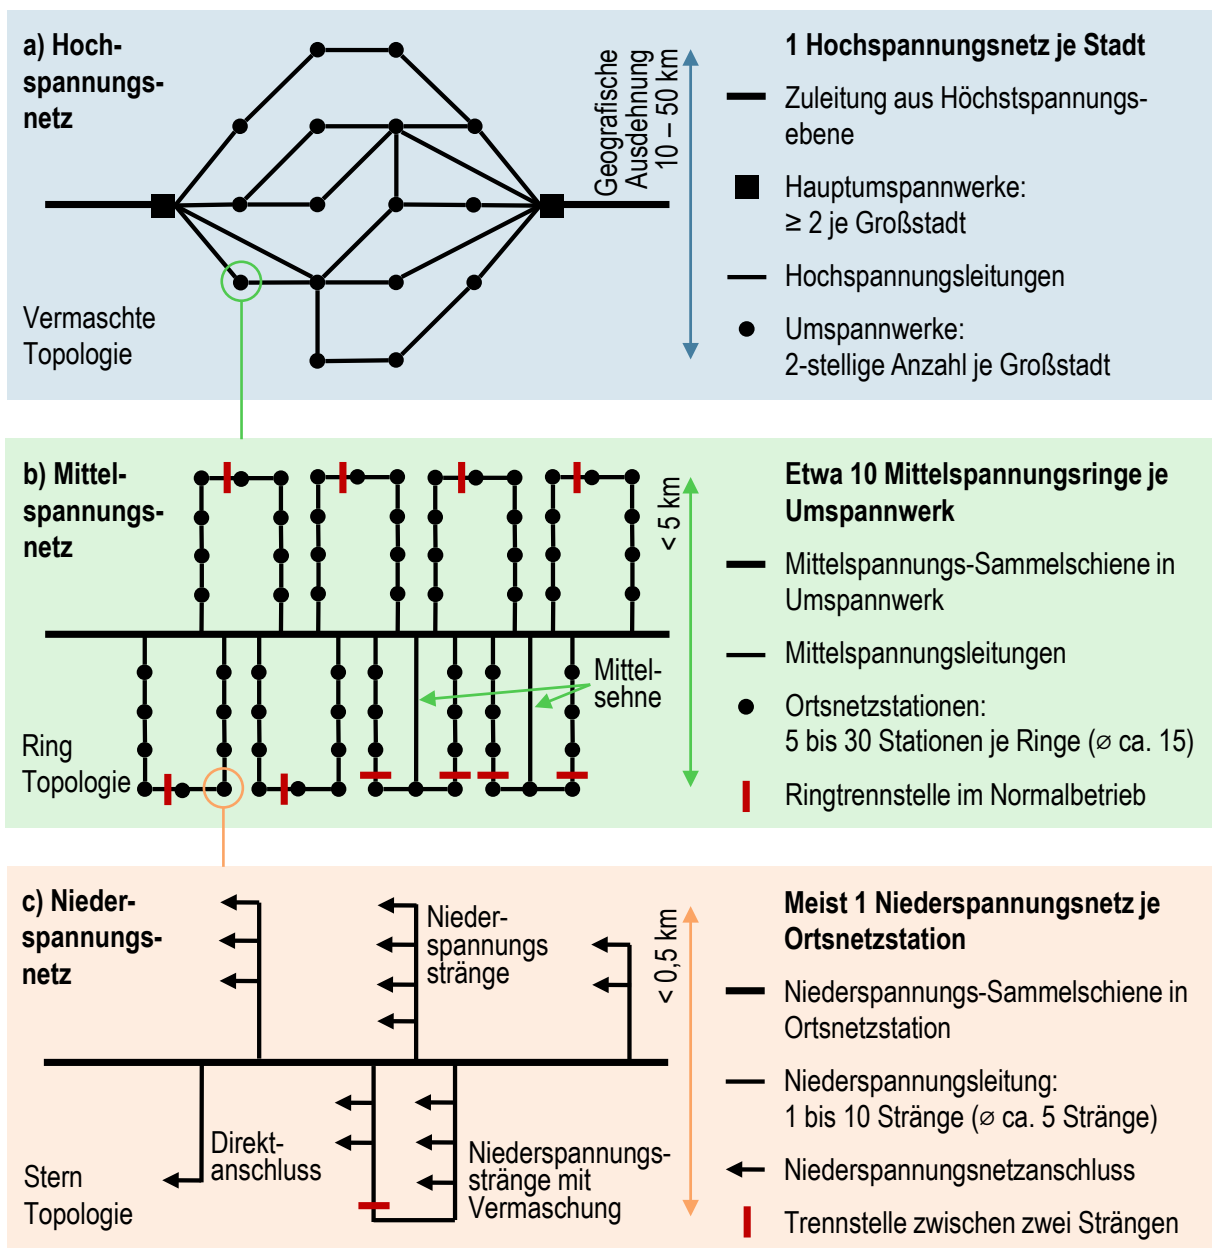 a) Hoch-
spannungs-
netz
Vermaschte
Topologie
Geografische
Ausdehnung
10 – 50 km
1 Hochspannungsnetz je Stadt
Zuleitung aus Höchstspannungs-
ebene
Hauptumspannwerke:
≥ 2 je Großstadt
Hochspannungsleitungen
Umspannwerke:
2-stellige Anzahl je Großstadt
b) Mittel-
spannungs-
netz
Ring
Topologie
Mittel-
sehne
< 5 km
Etwa 10 Mittelspannungsringe je
Umspannwerk
Mittelspannungs-Sammelschiene in
Umspannwerk
Mittelspannungsleitungen
Ortsnetzstationen:
5 bis 30 Stationen je Ringe (⌀ ca. 15)
Ringtrennstelle im Normalbetrieb
c) Nieder-
spannungs-
netz
Stern
Topologie
Nieder-
spannungs
stränge
Direkt-
anschluss
Niederspannungs-
stränge mit
Vermaschung
< 0,5 km
Meist 1 Niederspannungsnetz je
Ortsnetzstation
Niederspannungs-Sammelschiene in
Ortsnetzstation
Niederspannungsleitung:
1 bis 10 Stränge (⌀ ca. 5 Stränge)
Niederspannungsnetzanschluss
Trennstelle zwischen zwei Strängen